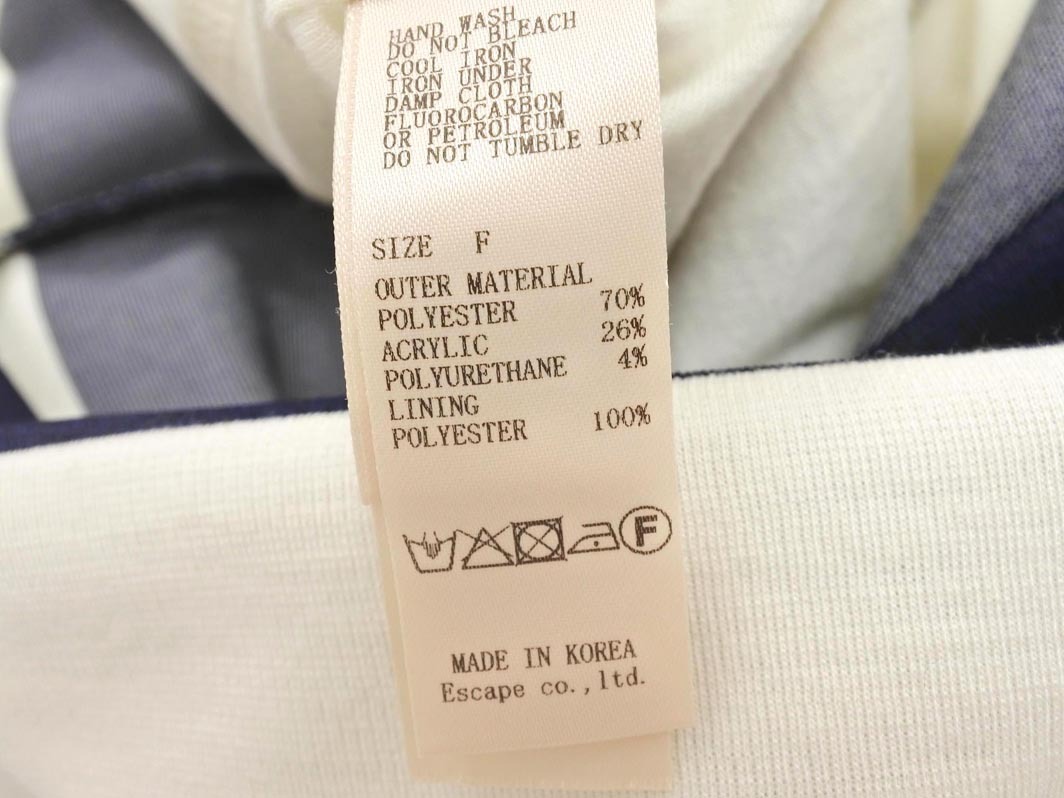 HAND WASH
DO NOT BLEACH
COOL IRON
IRON UNDER
DAMP CLOTH
FLUOROCARBON
OR PETROLEUM
DO NOT TUMBLE DRY
SIZE F
OUTER MATERIAL
POLYESTER 70%
ACRYLIC 26%
POLYURETHANE 4%
LINING
POLYESTER 100%
F
MADE IN KOREA
Escape co.,ltd.